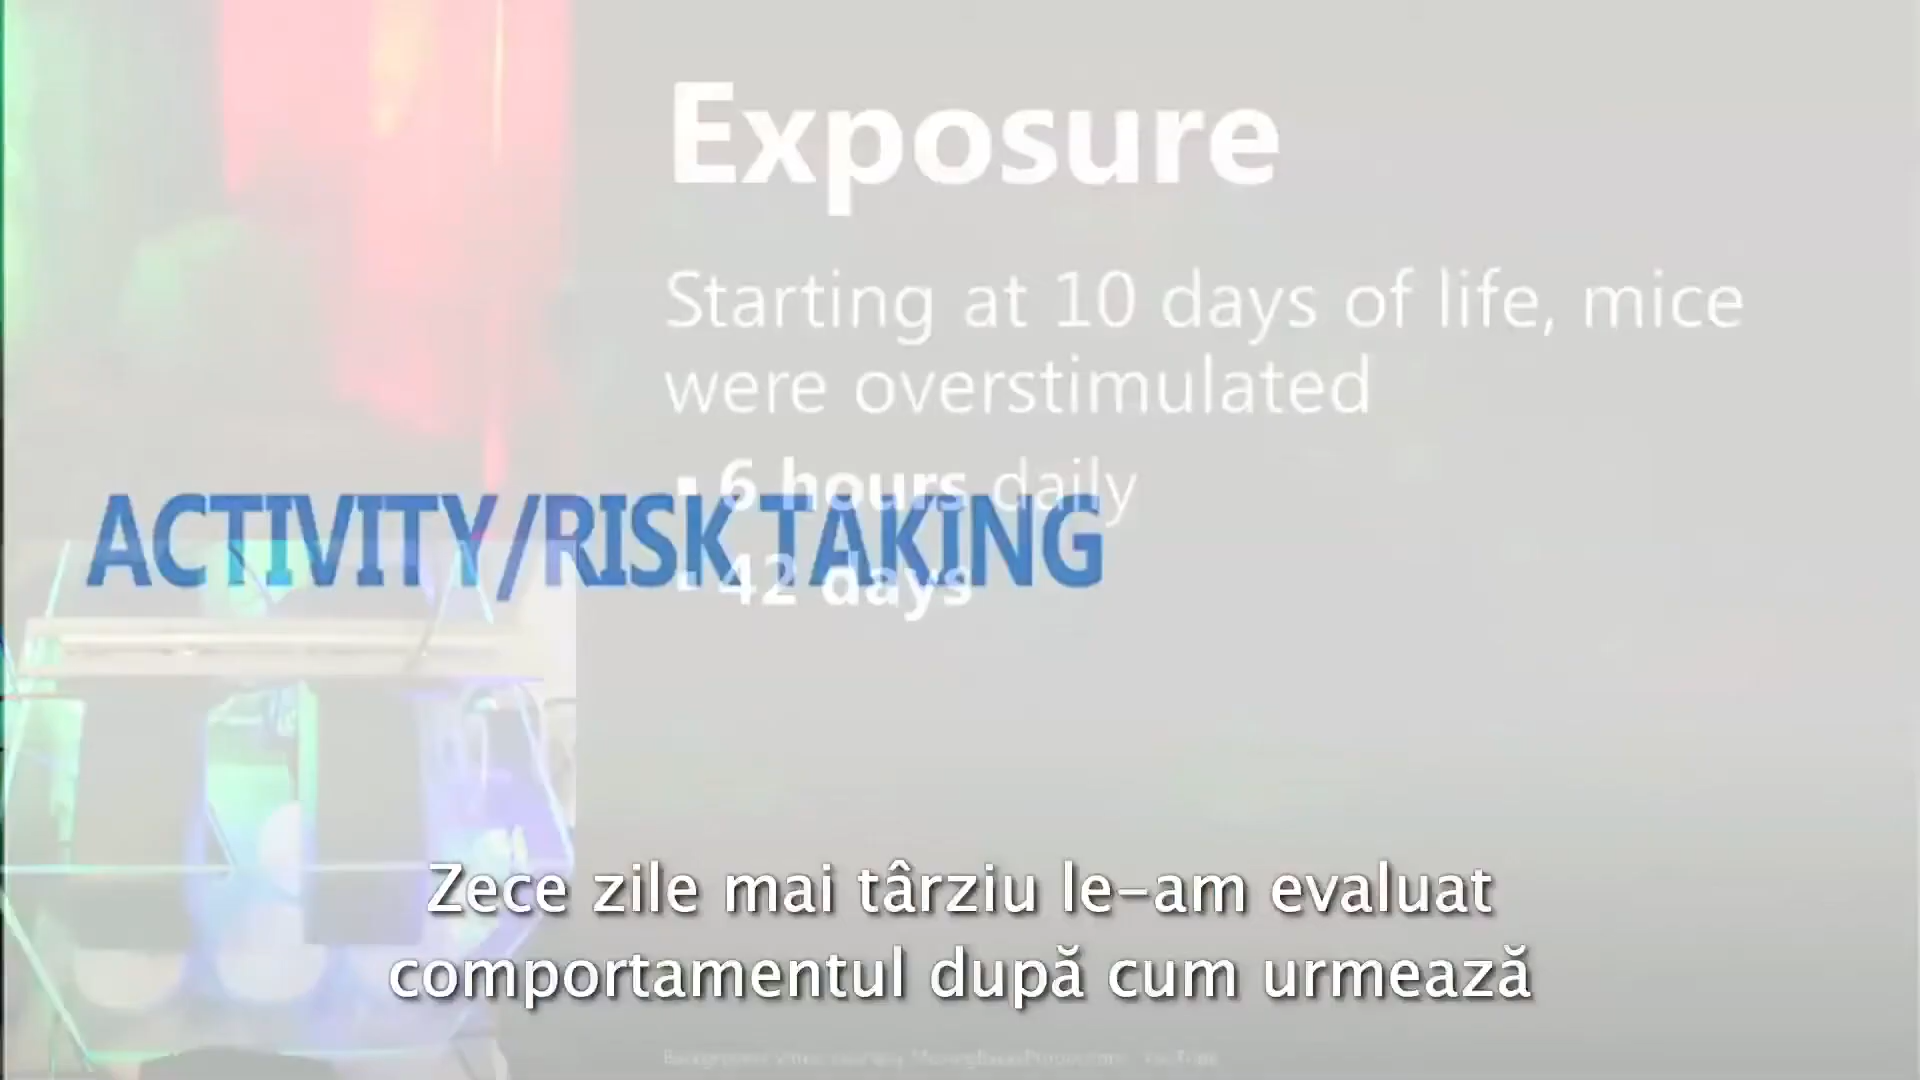 Exposure
Starting at 10 days of life, mice
were overstimulated
▪ 6 hours daily
ACTIVITY/RISK TAKING
▪ 42 days
Zece zile mai târziu le-am evaluat
comportamentul după cum urmează